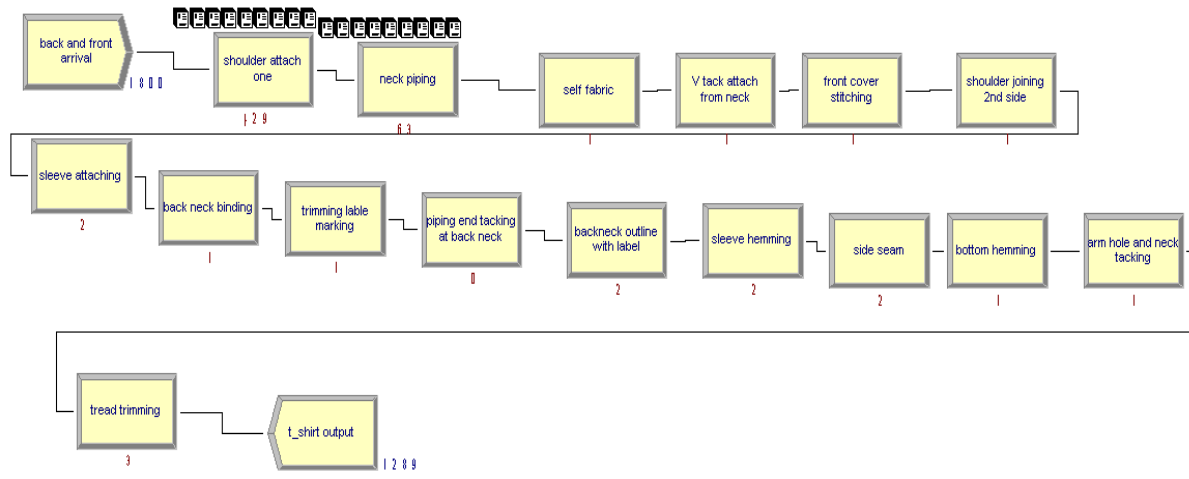 back and front
arrival
1800
shoulder attach
one
429
neck piping
63
self fabric
1
V tack attach
from neck
1
front cover
stitching
1
shoulder joining
2nd side
1
sleeve attaching
2
back neck binding
1
trimming lable
marking
1
piping end tacking
at back neck
0
backneck outline
with label
2
sleeve hemming
2
side seam
2
bottom hemming
1
arm hole and neck
tacking
1
tread trimming
3
t_shirt output
1289